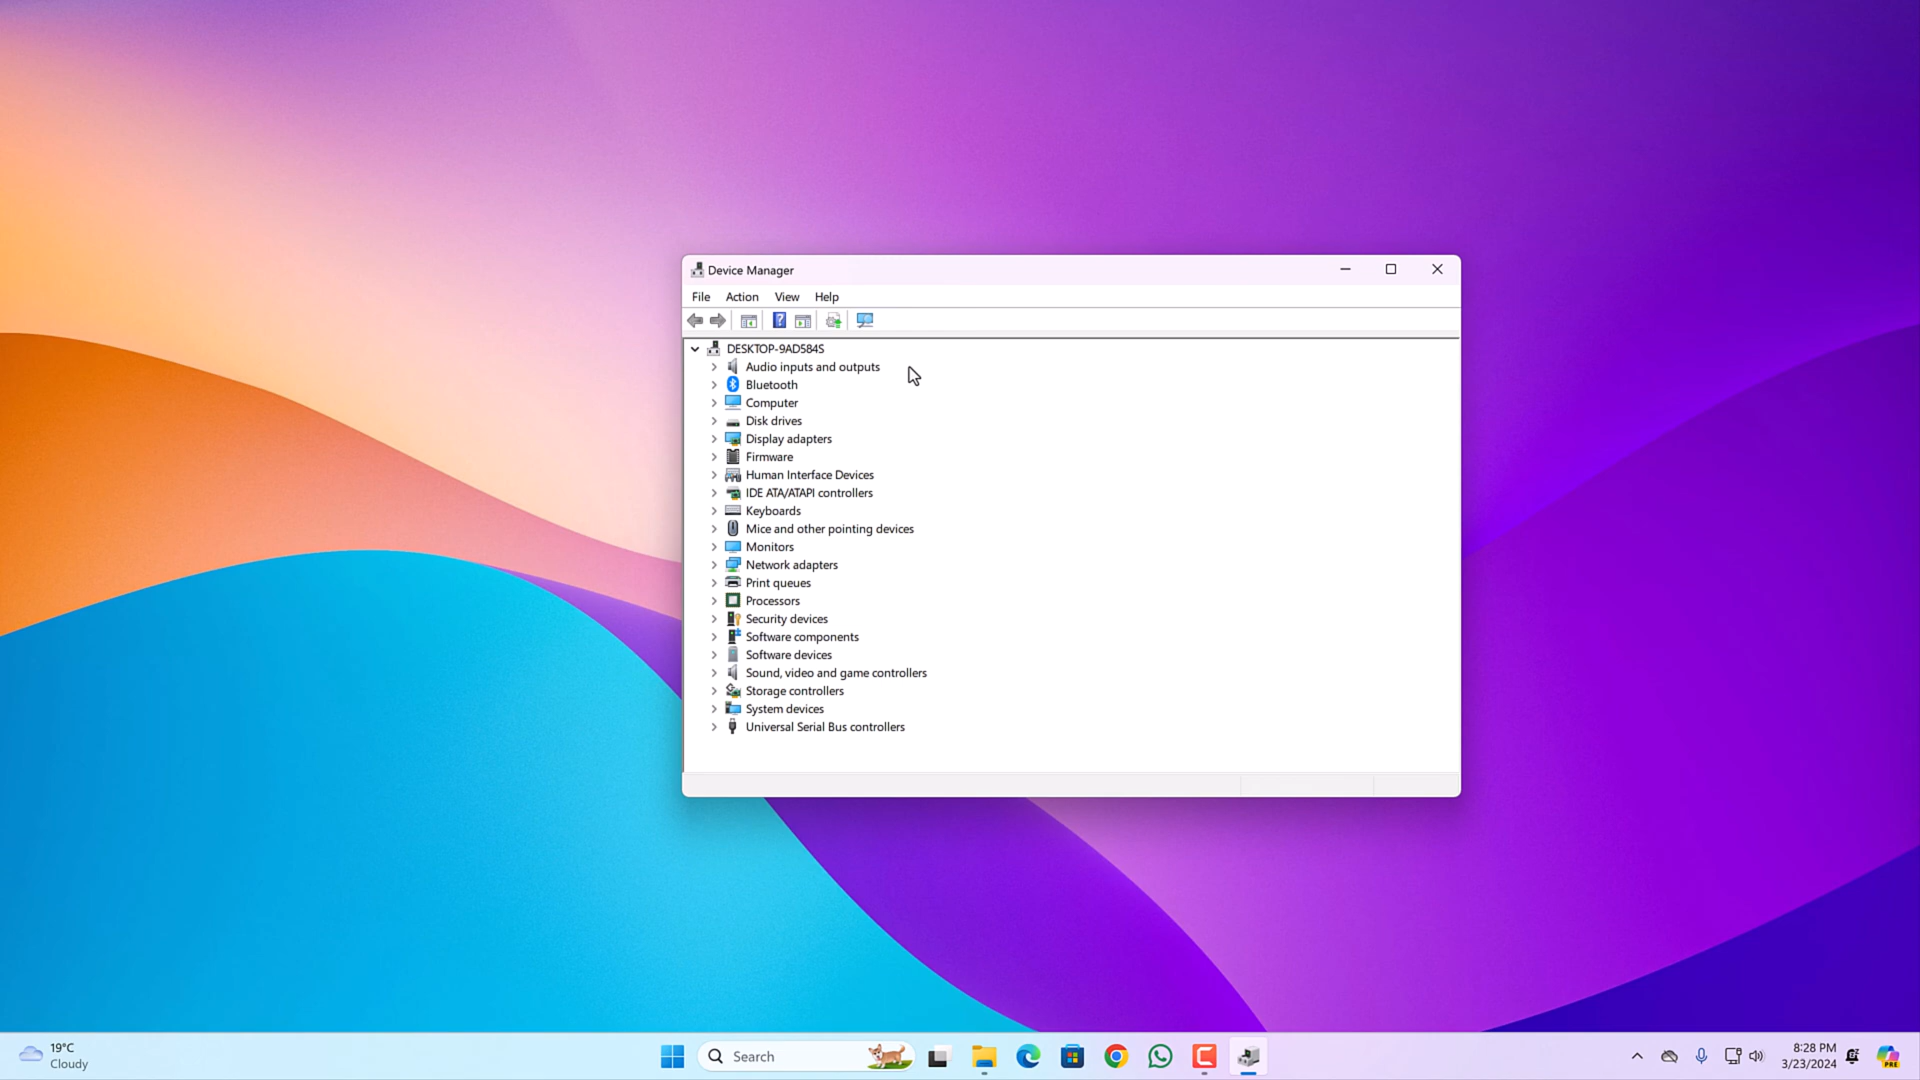 Device Manager
File Action View Help
DESKTOP-9AD584S
Audio inputs and outputs
Bluetooth
Computer
Disk drives
Display adapters
Firmware
Human Interface Devices
IDE ATA/ATAPI controllers
Keyboards
Mice and other pointing devices
Monitors
Network adapters
Print queues
Processors
Security devices
Software components
Software devices
Sound, video and game controllers
Storage controllers
System devices
Universal Serial Bus controllers
19°C
Cloudy
Search
8:28 PM
3/23/2024
PRE